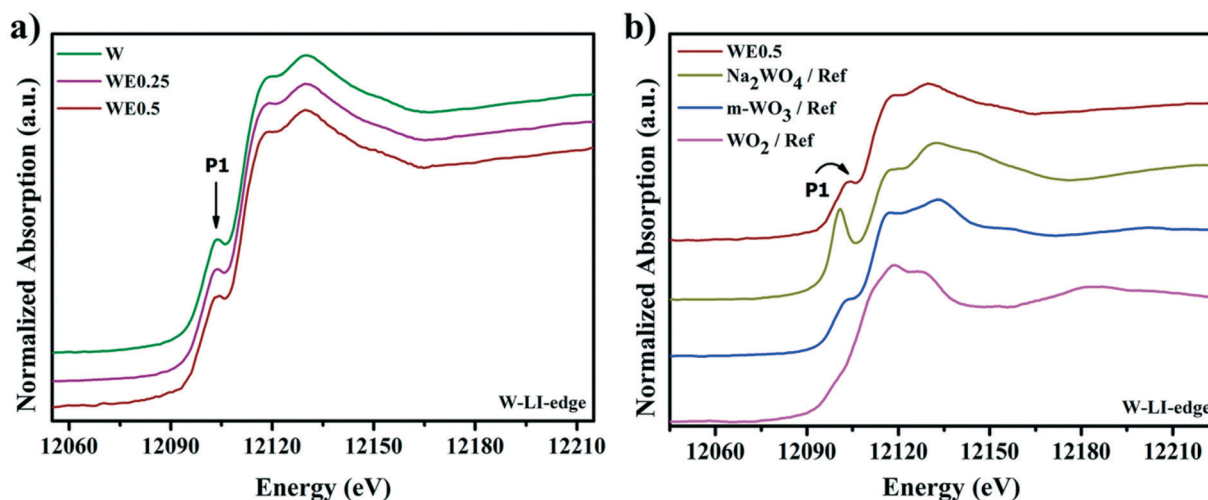 a)
W
WE0.25
WE0.5
P1
W-LI-edge
Normalized Absorption (a.u.)
12060 12090 12120 12150 12180 12210
Energy (eV)
b)
WE0.5
Na₂WO₄ / Ref
m-WO₃ / Ref
WO₂ / Ref
P1
W-LI-edge
Normalized Absorption (a.u.)
12060 12090 12120 12150 12180 12210
Energy (eV)